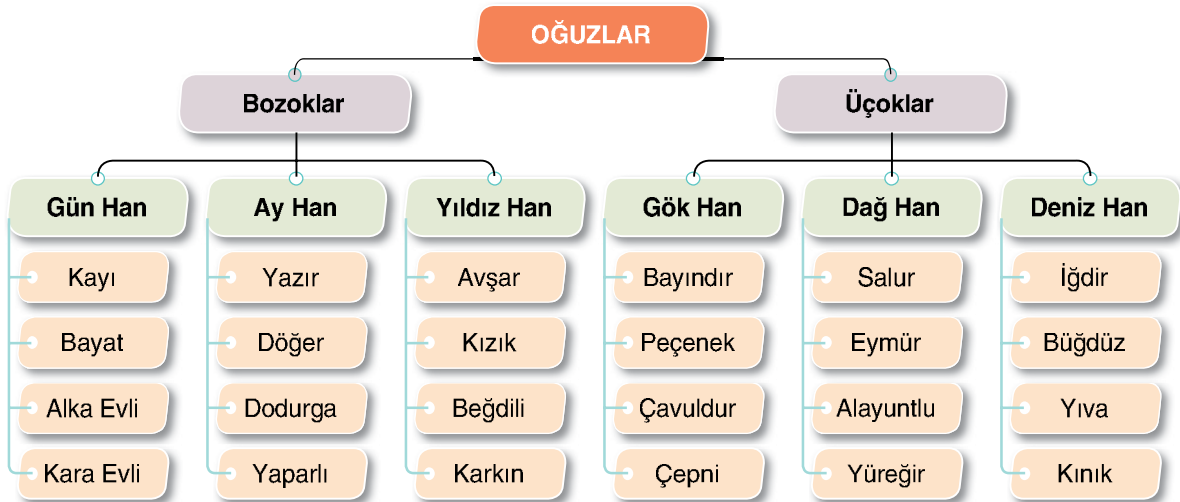 OĞUZLAR
Bozoklar
Üçoklar
Gün Han
Ay Han
Yıldız Han
Gök Han
Dağ Han
Deniz Han
Kayı
Yazır
Avşar
Bayındır
Salur
İğdir
Bayat
Döğer
Kızık
Peçenek
Eymür
Büğdüz
Alka Evli
Dodurga
Beğdili
Çavuldur
Alayuntlu
Yıva
Kara Evli
Yaparlı
Karkın
Çepni
Yüreğir
Kınık